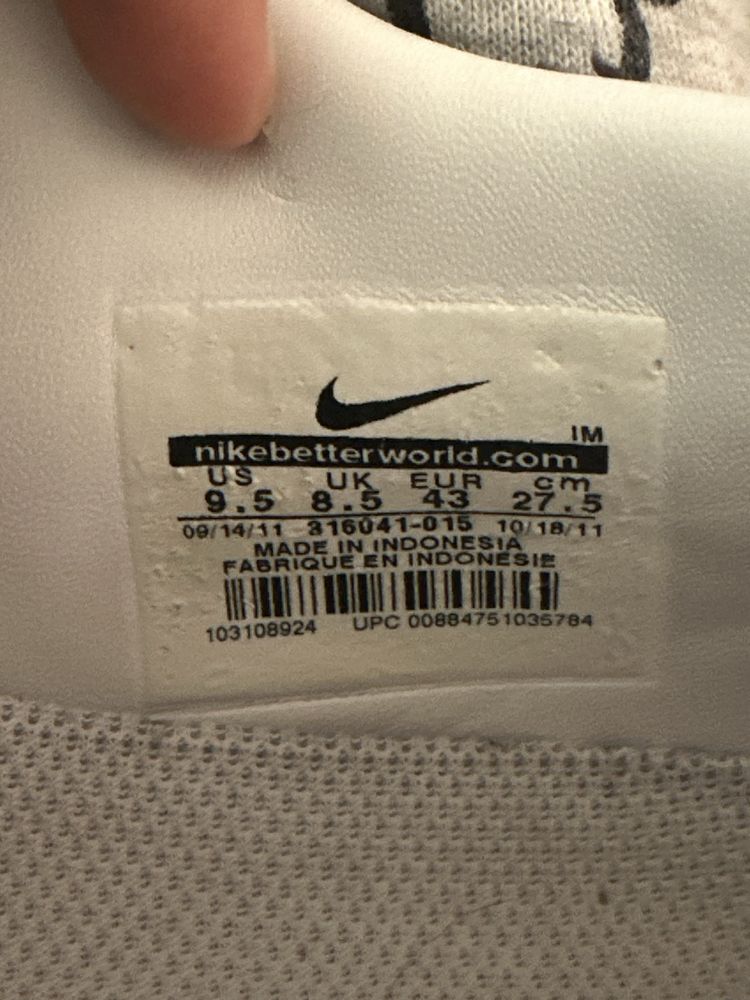 IM
nikebetterworld.com
US UK EUR cm
9.5 8.5 43 27.5
09/14/11 316041-015 10/18/11
MADE IN INDONESIA
FABRIQUE EN INDONESIE
103108924 UPC 00884751035784